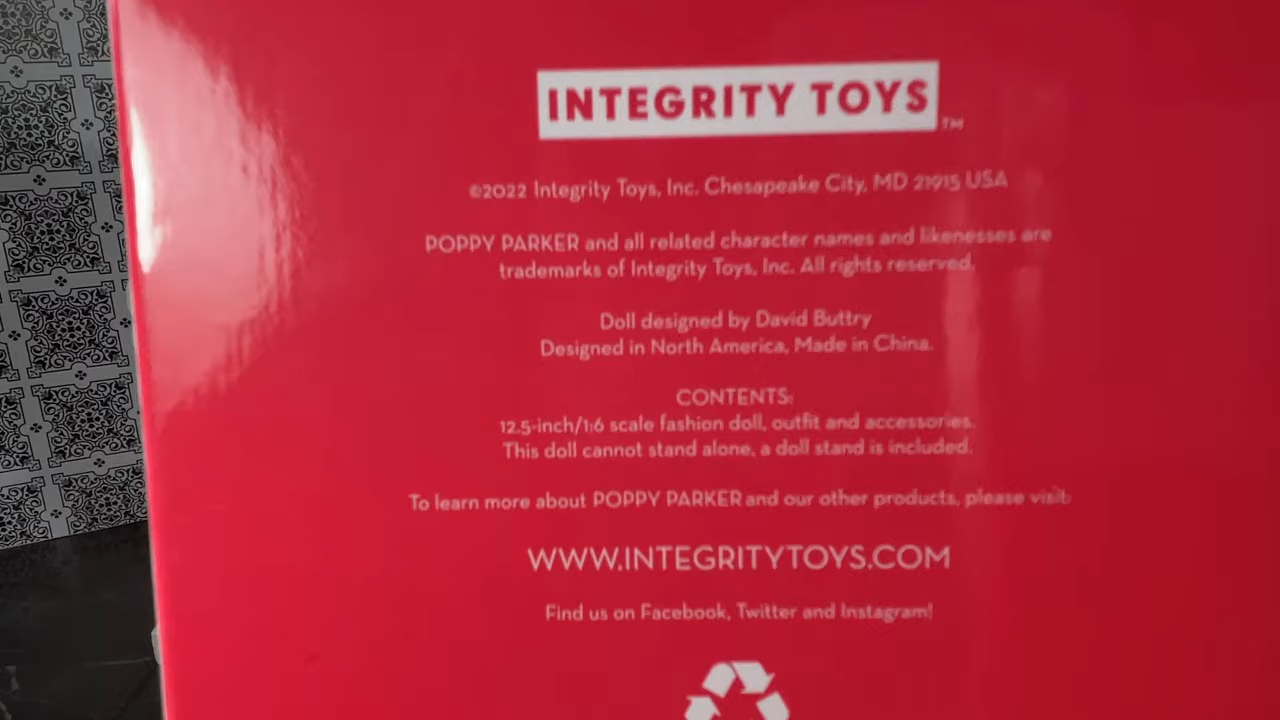 INTEGRITY TOYS
TM
©2022 Integrity Toys, Inc. Chesapeake City, MD 21915 USA
POPPY PARKER and all related character names and likenesses are
trademarks of Integrity Toys, Inc. All rights reserved.
Doll designed by David Buttry
Designed in North America, Made in China.
CONTENTS:
12.5-inch/1:6 scale fashion doll, outfit and accessories.
This doll cannot stand alone, a doll stand is included.
To learn more about POPPY PARKER and our other products, please visit:
WWW.INTEGRITYTOYS.COM
Find us on Facebook, Twitter and Instagram!